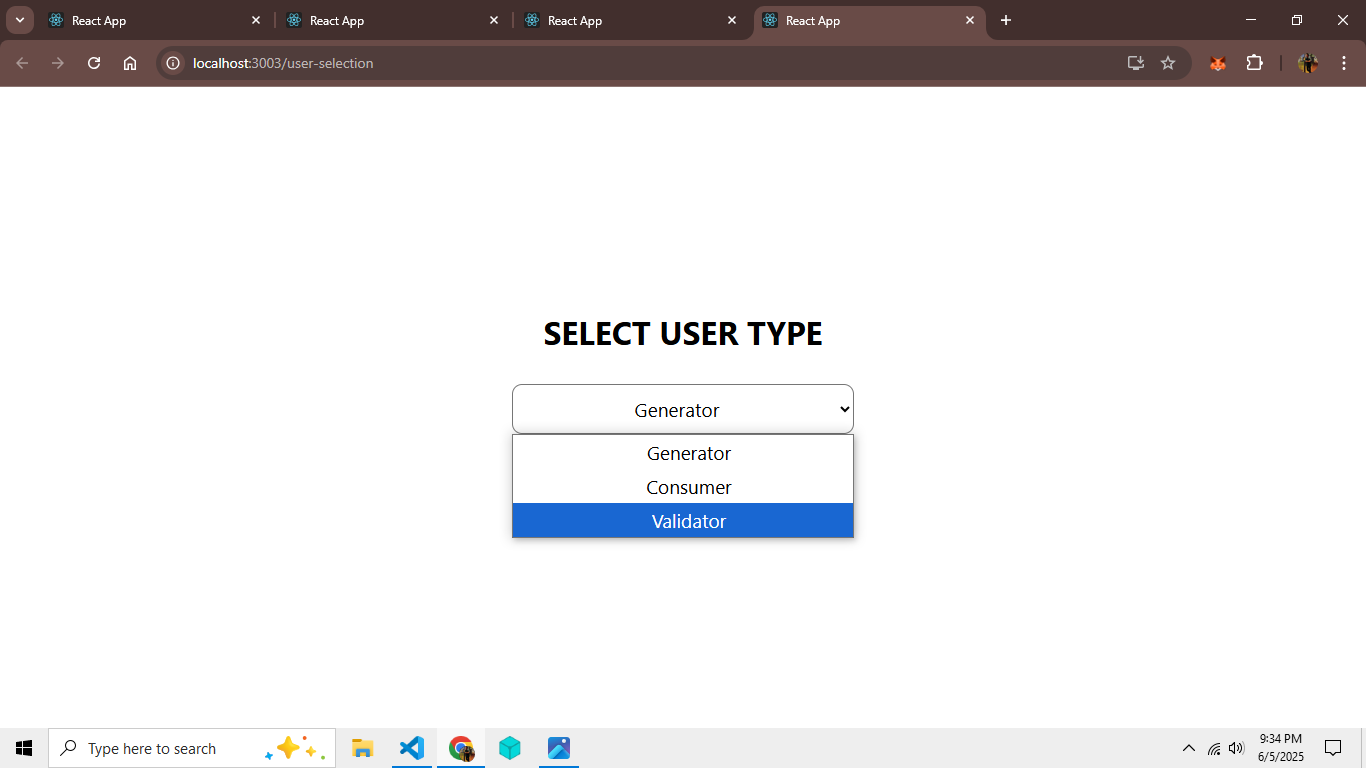 React App
React App
React App
React App
localhost:3003/user-selection
SELECT USER TYPE
Generator
Generator
Consumer
Validator
Type here to search
9:34 PM
6/5/2025